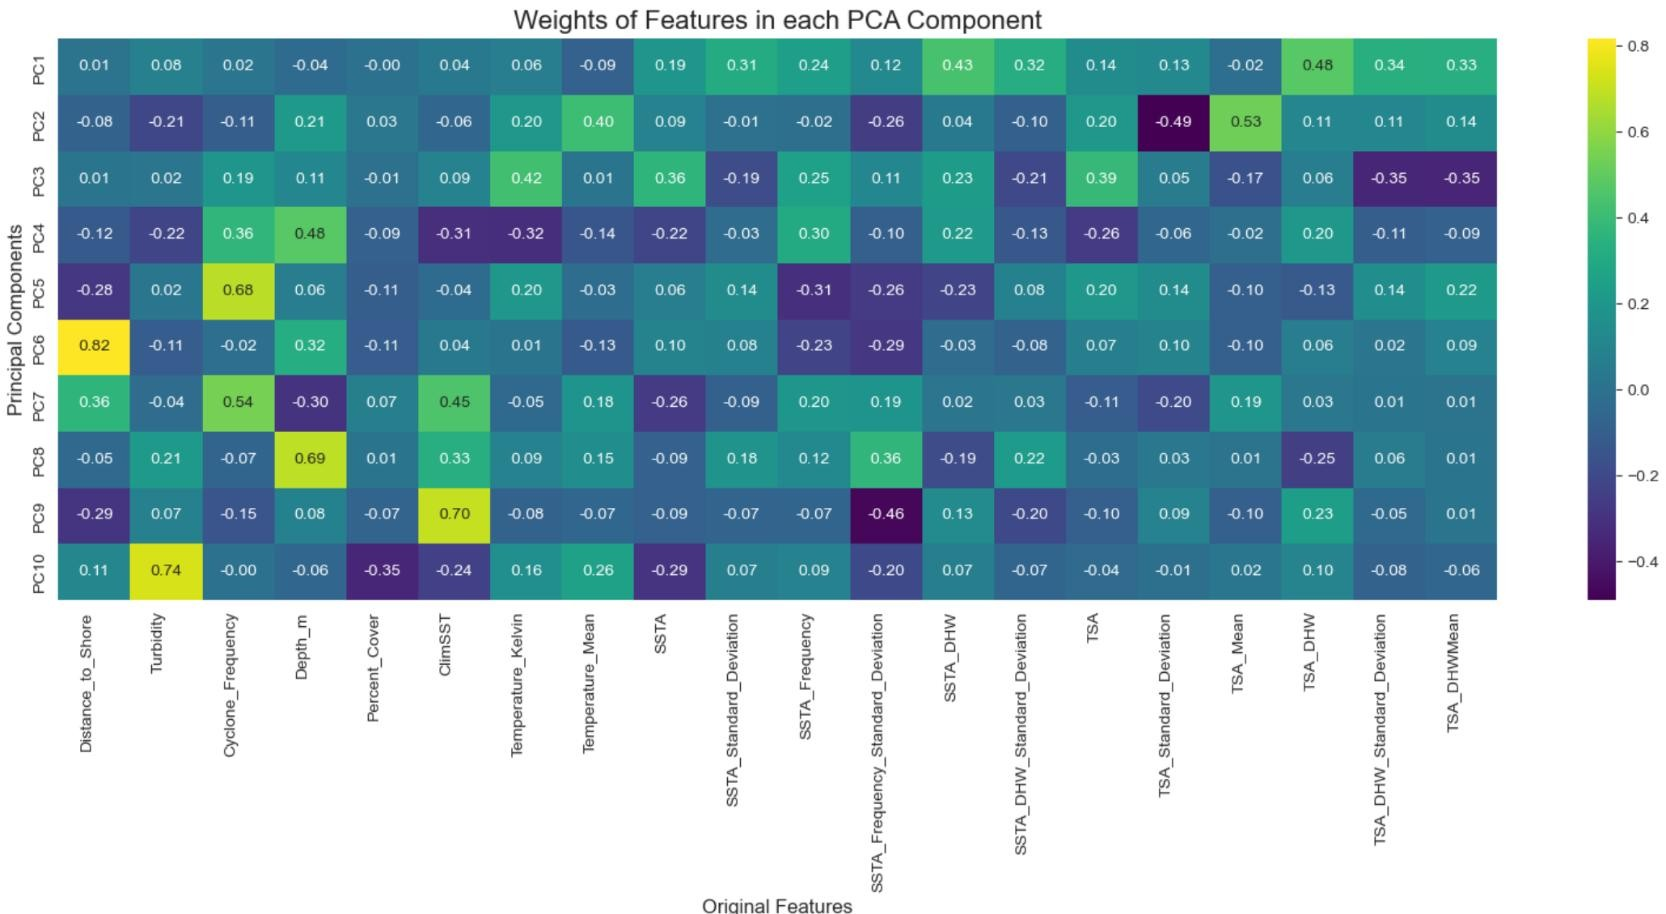 Weights of Features in each PCA Component
Principal Components
PC1 0.01 0.08 0.02 -0.04 -0.00 0.04 0.06 -0.09 0.19 0.31 0.24 0.12 0.43 0.32 0.14 0.13 -0.02 0.48 0.34 0.33
PC2 -0.08 -0.21 -0.11 0.21 0.03 -0.06 0.20 0.40 0.09 -0.01 -0.02 -0.26 0.04 -0.10 0.20 -0.49 0.53 0.11 0.11 0.14
PC3 0.01 0.02 0.19 0.11 -0.01 0.09 0.42 0.01 0.36 -0.19 0.25 0.11 0.23 -0.21 0.39 0.05 -0.17 0.06 -0.35 -0.35
PC4 -0.12 -0.22 0.36 0.48 -0.09 -0.31 -0.32 -0.14 -0.22 -0.03 0.30 -0.10 0.22 -0.13 -0.26 -0.06 -0.02 0.20 -0.11 -0.09
PC5 -0.28 0.02 0.68 0.06 -0.11 -0.04 0.20 -0.03 0.06 0.14 -0.31 -0.26 -0.23 0.08 0.20 0.14 -0.10 -0.13 0.14 0.22
PC6 0.82 -0.11 -0.02 0.32 -0.11 0.04 0.01 -0.13 0.10 0.08 -0.23 -0.29 -0.03 -0.08 0.07 0.10 -0.10 0.06 0.02 0.09
PC7 0.36 -0.04 0.54 -0.30 0.07 0.45 -0.05 0.18 -0.26 -0.09 0.20 0.19 0.02 0.03 -0.11 -0.20 0.19 0.03 0.01 0.01
PC8 -0.05 0.21 -0.07 0.69 0.01 0.33 0.09 0.15 -0.09 0.18 0.12 0.36 -0.19 0.22 -0.03 0.03 0.01 -0.25 0.06 0.01
PC9 -0.29 0.07 -0.15 0.08 -0.07 0.70 -0.08 -0.07 -0.09 -0.07 -0.07 -0.46 0.13 -0.20 -0.10 0.09 -0.10 0.23 -0.05 0.01
PC10 0.11 0.74 -0.00 -0.06 -0.35 -0.24 0.16 0.26 -0.29 0.07 0.09 -0.20 0.07 -0.07 -0.04 -0.01 0.02 0.10 -0.08 -0.06
Distance_to_Shore
Turbidity
Cyclone_Frequency
Depth_m
Percent_Cover
ClimSST
Temperature_Kelvin
Temperature_Mean
SSTA
SSTA_Standard_Deviation
SSTA_Frequency
SSTA_Frequency_Standard_Deviation
SSTA_DHW
SSTA_DHW_Standard_Deviation
TSA
TSA_Standard_Deviation
TSA_Mean
TSA_DHW
TSA_DHW_Standard_Deviation
TSA_DHWMean
Original Features
0.8
0.6
0.4
0.2
0.0
−0.2
−0.4